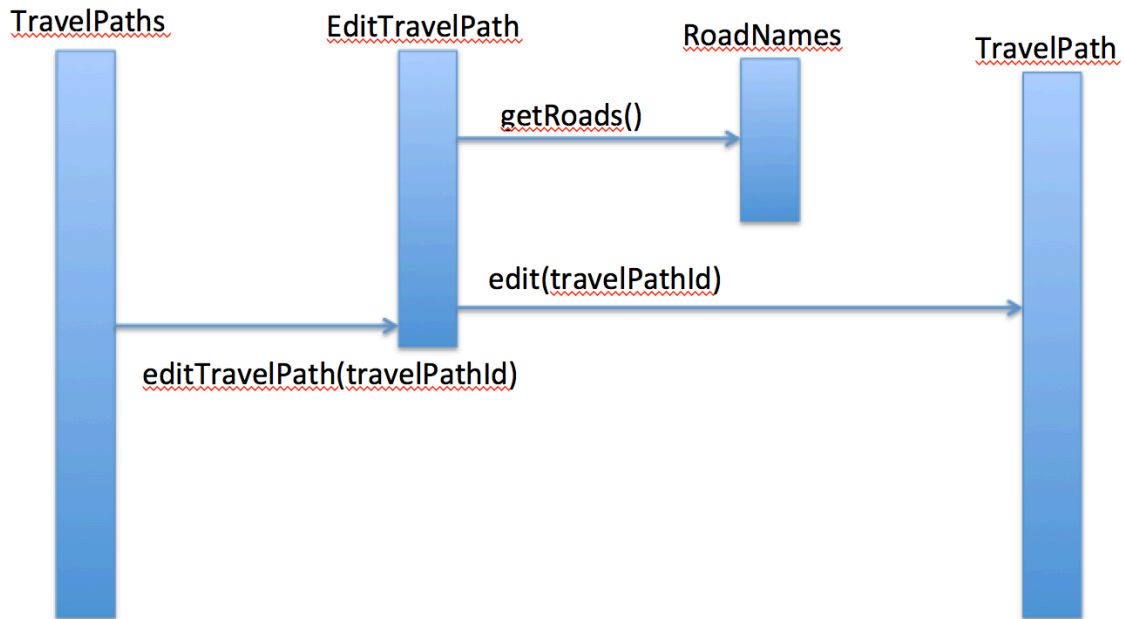 TravelPaths
EditTravelPath
RoadNames
TravelPath
getRoads()
edit(travelPathId)
editTravelPath(travelPathId)